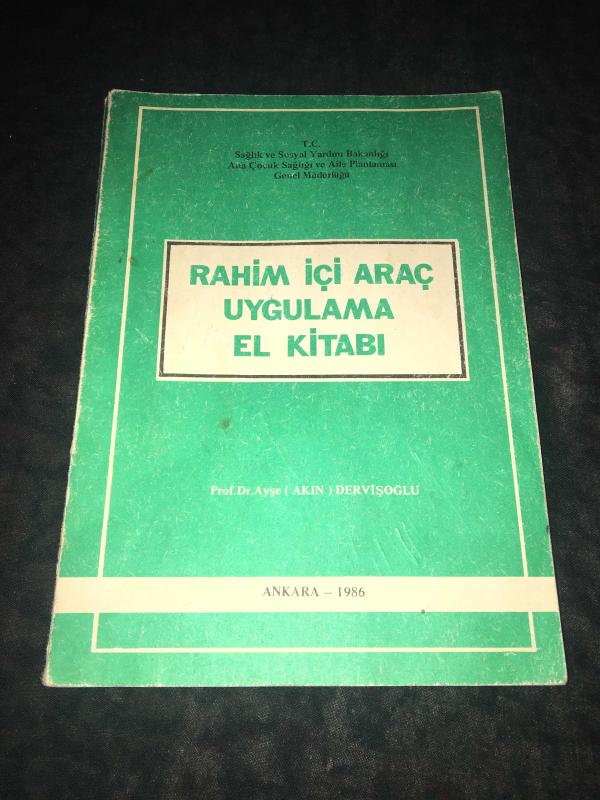 T.C.
Sağlık ve Sosyal Yardım Bakanlığı
Ana Çocuk Sağlığı ve Aile Planlaması
Genel Müdürlüğü
RAHİM İÇİ ARAÇ
UYGULAMA
EL KİTABI
Prof.Dr.Ayşe ( AKIN ) DERVİŞOĞLU
ANKARA – 1986